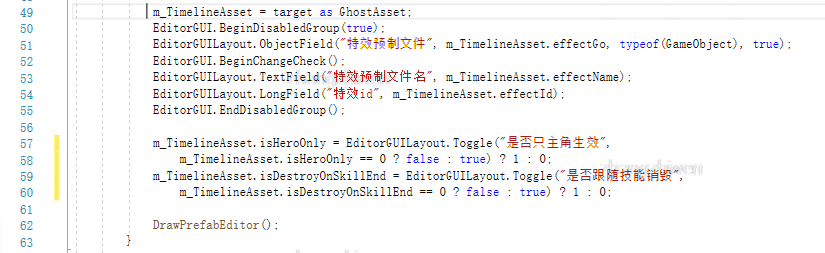 49 m_TimelineAsset = target as GhostAsset;
50 EditorGUI.BeginDisabledGroup(true);
51 EditorGUILayout.ObjectField("特效预制文件", m_TimelineAsset.effectGo, typeof(GameObject), true);
52 EditorGUI.BeginChangeCheck();
53 EditorGUILayout.TextField("特效预制文件名", m_TimelineAsset.effectName);
54 EditorGUILayout.LongField("特效id", m_TimelineAsset.effectId);
55 EditorGUI.EndDisabledGroup();
56
57 m_TimelineAsset.isHeroOnly = EditorGUILayout.Toggle("是否只主角生效",
58 m_TimelineAsset.isHeroOnly == 0 ? false : true) ? 1 : 0;
59 m_TimelineAsset.isDestroyOnSkillEnd = EditorGUILayout.Toggle("是否跟随技能销毁",
60 m_TimelineAsset.isDestroyOnSkillEnd == 0 ? false : true) ? 1 : 0;
61
62 DrawPrefabEditor();
63 }